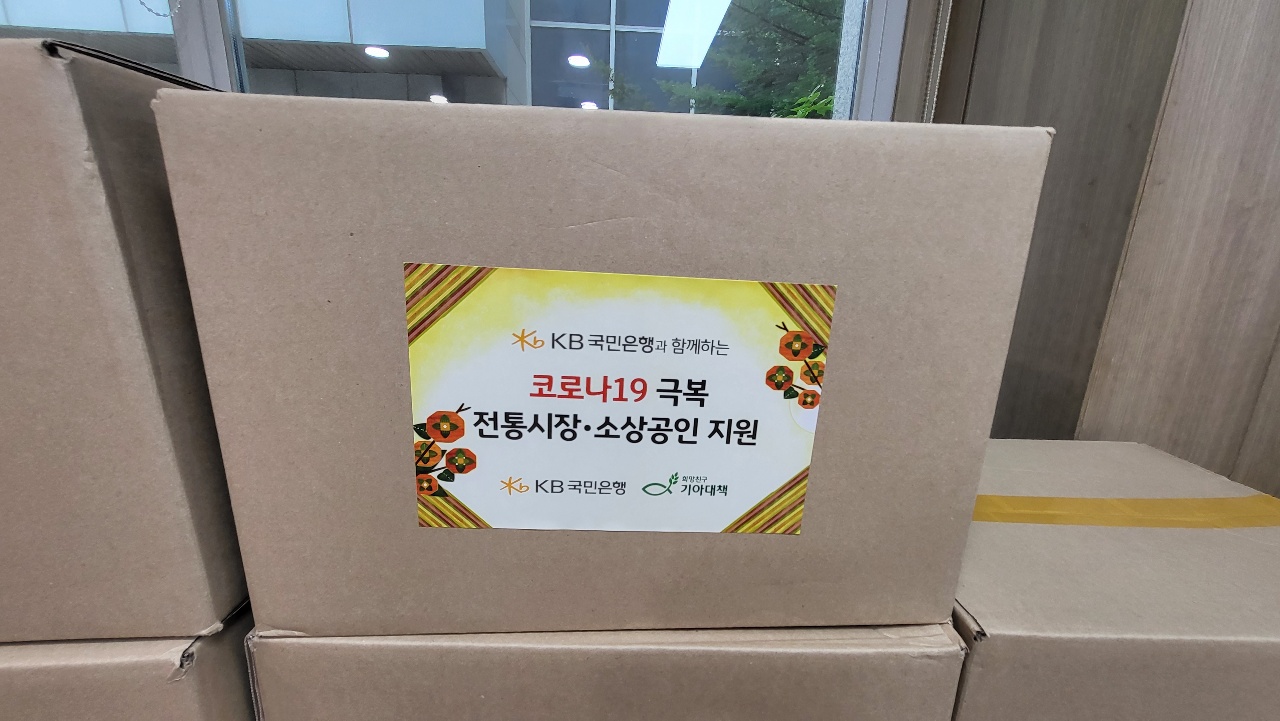 Kb KB 국민은행과 함께하는
코로나19 극복
전통시장·소상공인 지원
Kb KB 국민은행
희망친구
기아대책